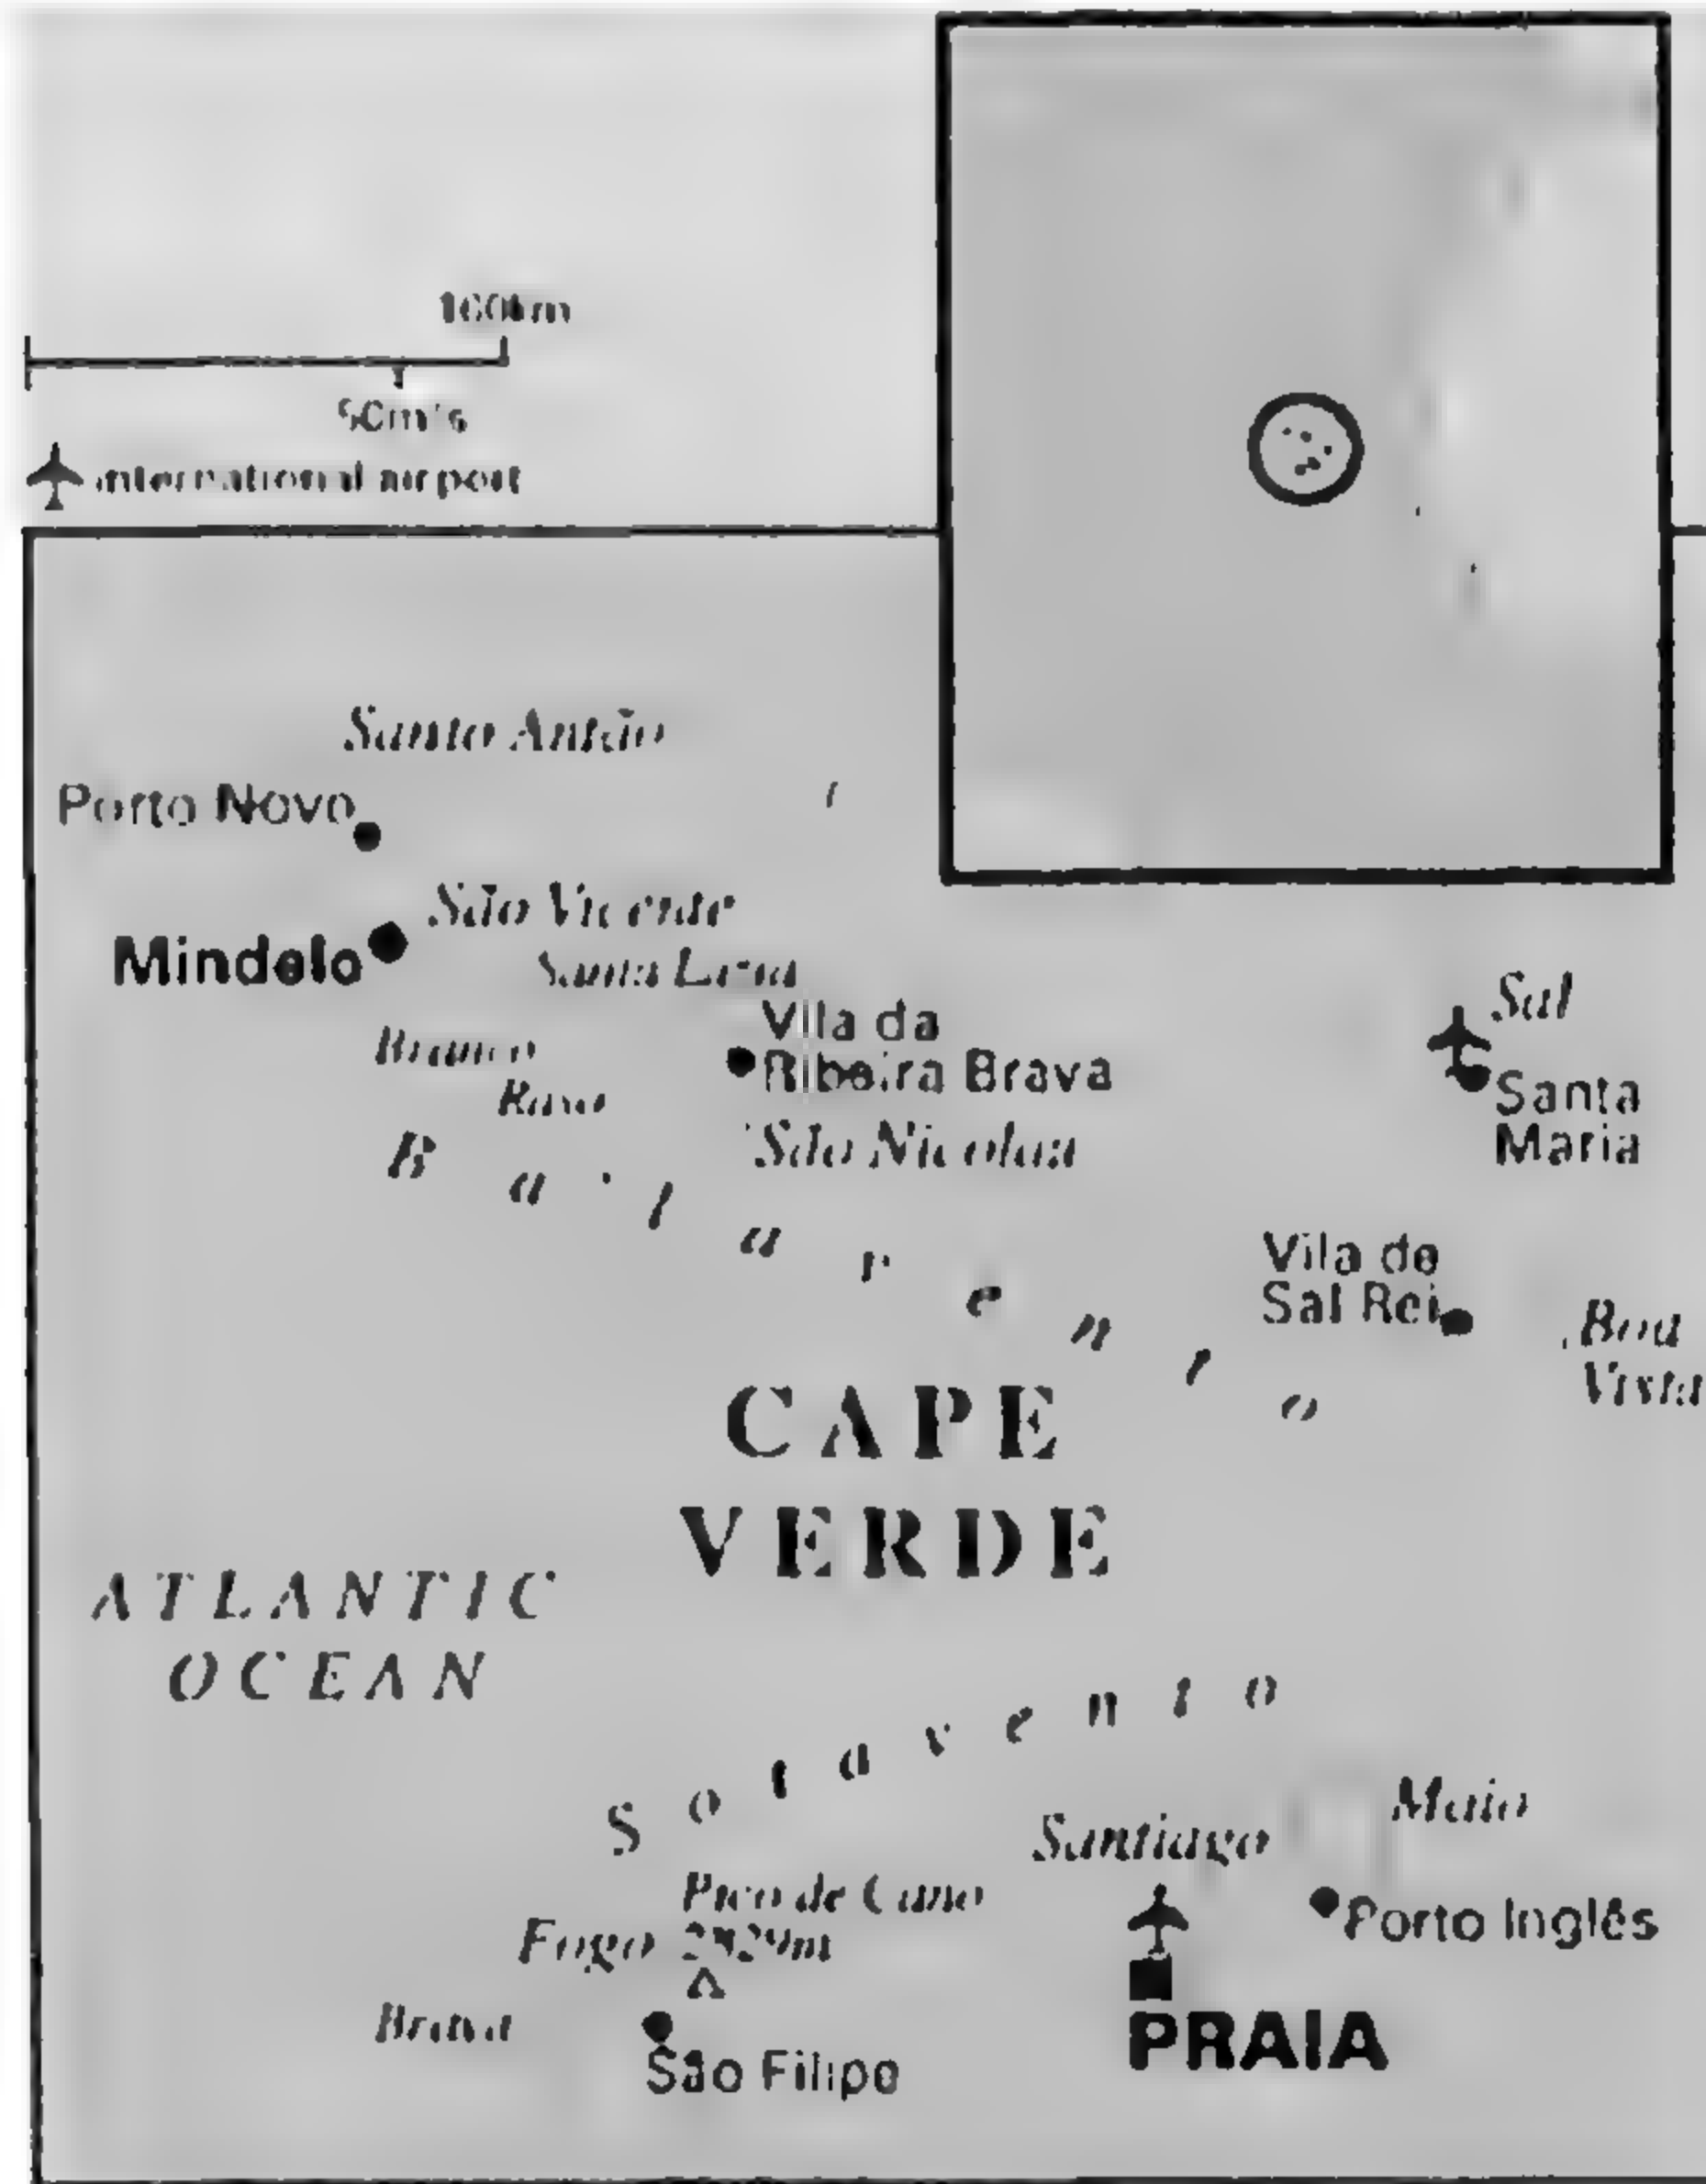 100km
50mls
international airport
Santo Antão
Porto Novo
São Vicente
Mindelo
Santa Luzia
Vila da
Ribeira Brava
Branco
Raso
São Nicolau
Sal
Santa
Maria
Barlavento
Vila de
Sal Rei
Boa
Vista
CAPE
VERDE
ATLANTIC
OCEAN
Sotavento
Maio
Santiago
Pico de Cano
Fogo 2829m
Porto Inglês
Brava
São Filipe
PRAIA